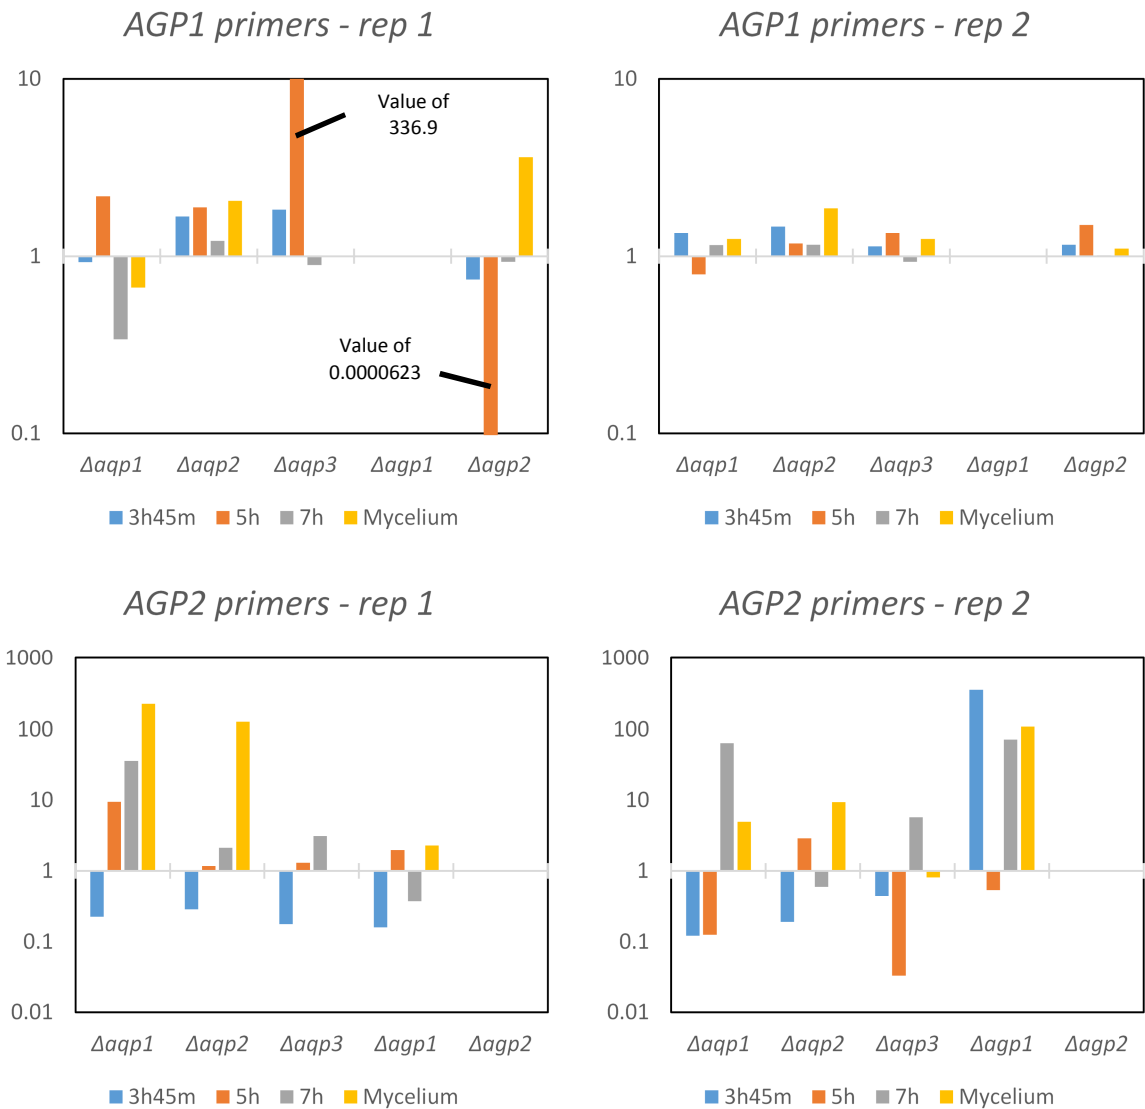 AGP1 primers - rep 1
10
1
0.1
Value of
336.9
Value of
0.0000623
Δaqp1 Δaqp2 Δaqp3 Δagp1 Δagp2
3h45m 5h 7h Mycelium
AGP1 primers - rep 2
10
1
0.1
Δaqp1 Δaqp2 Δaqp3 Δagp1 Δagp2
3h45m 5h 7h Mycelium
AGP2 primers - rep 1
1000
100
10
1
0.1
0.01
Δaqp1 Δaqp2 Δaqp3 Δagp1 Δagp2
3h45m 5h 7h Mycelium
AGP2 primers - rep 2
1000
100
10
1
0.1
0.01
Δaqp1 Δaqp2 Δaqp3 Δagp1 Δagp2
3h45m 5h 7h Mycelium